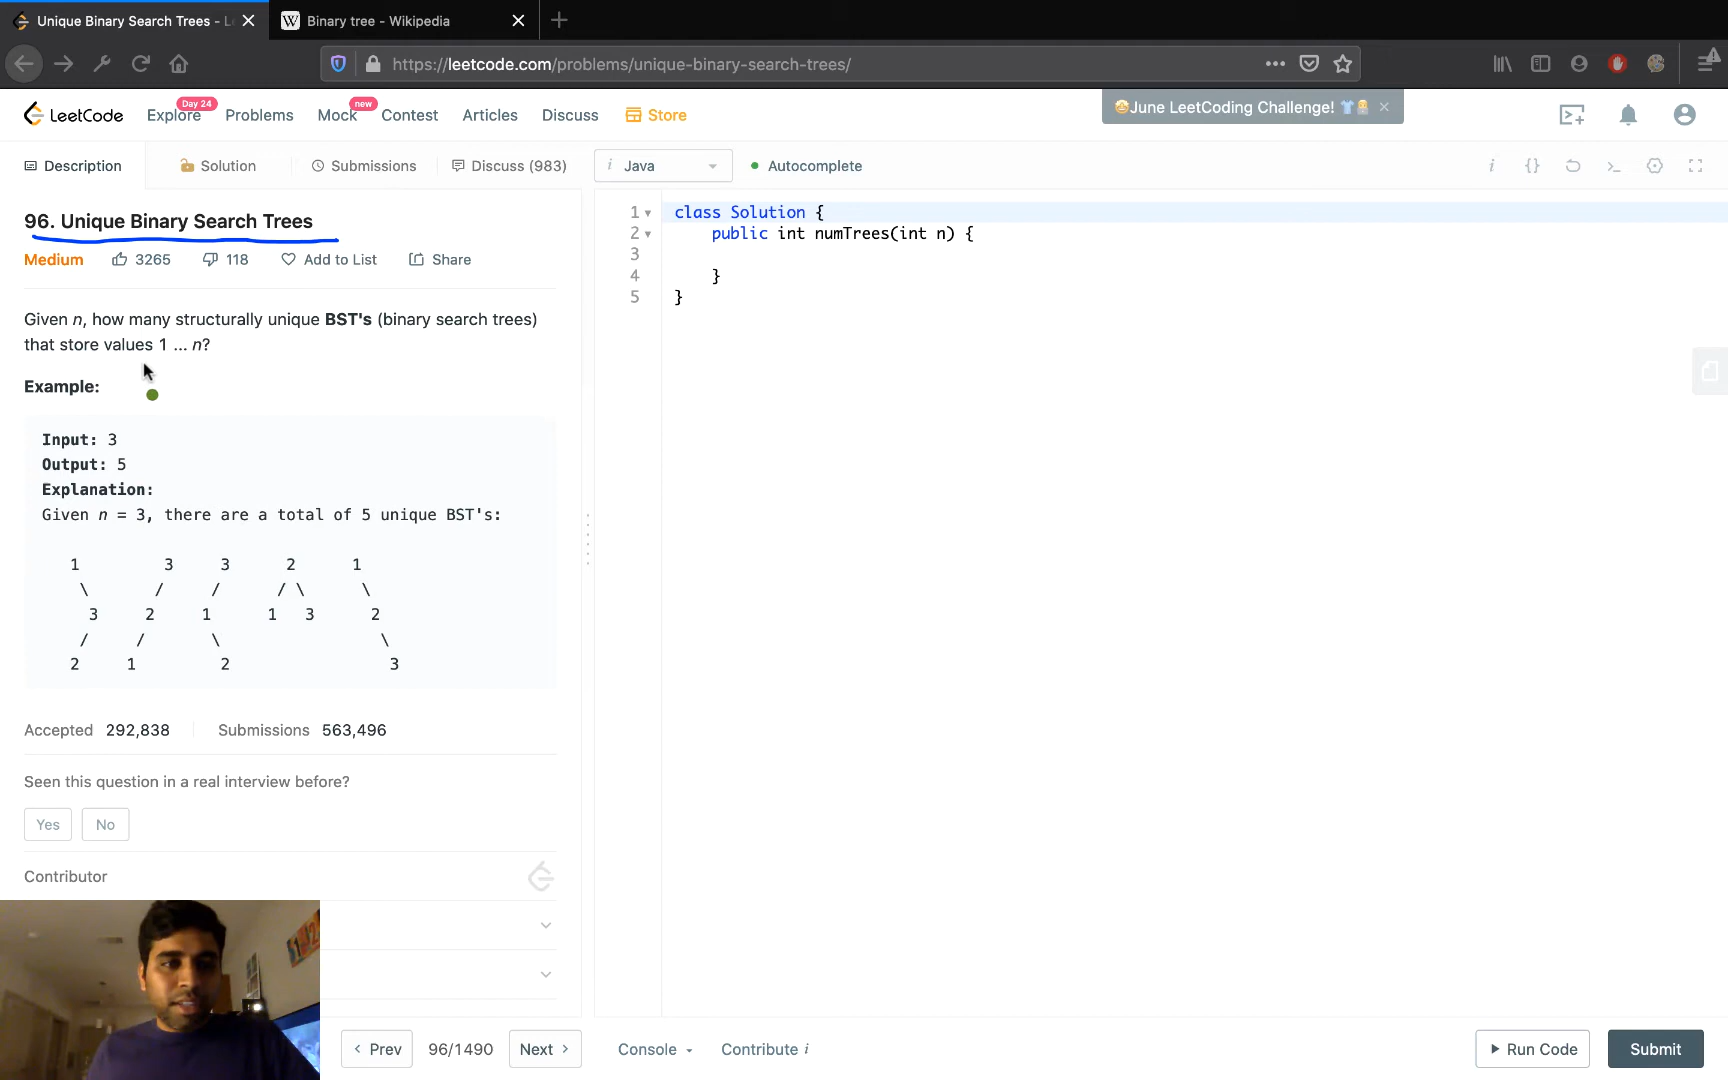 Unique Binary Search Trees - L
Binary tree - Wikipedia
https://leetcode.com/problems/unique-binary-search-trees/
LeetCode
Explore
Day 24
Problems
Mock
new
Contest
Articles
Discuss
Store
🤩June LeetCoding Challenge! 👕
Description
Solution
Submissions
Discuss (983)
i Java
Autocomplete
96. Unique Binary Search Trees
Medium
3265
118
Add to List
Share
Given n, how many structurally unique BST's (binary search trees)
that store values 1 ... n?
Example:
Input: 3
Output: 5
Explanation:
Given n = 3, there are a total of 5 unique BST's:
1 3 3 2 1
\ / / / \ \
3 2 1 1 3 2
/ / \ \
2 1 2 3
Accepted 292,838
Submissions 563,496
Seen this question in a real interview before?
Yes
No
Contributor
1 class Solution {
2 public int numTrees(int n) {
3
4 }
5 }
Prev
96/1490
Next
Console
Contribute i
Run Code
Submit